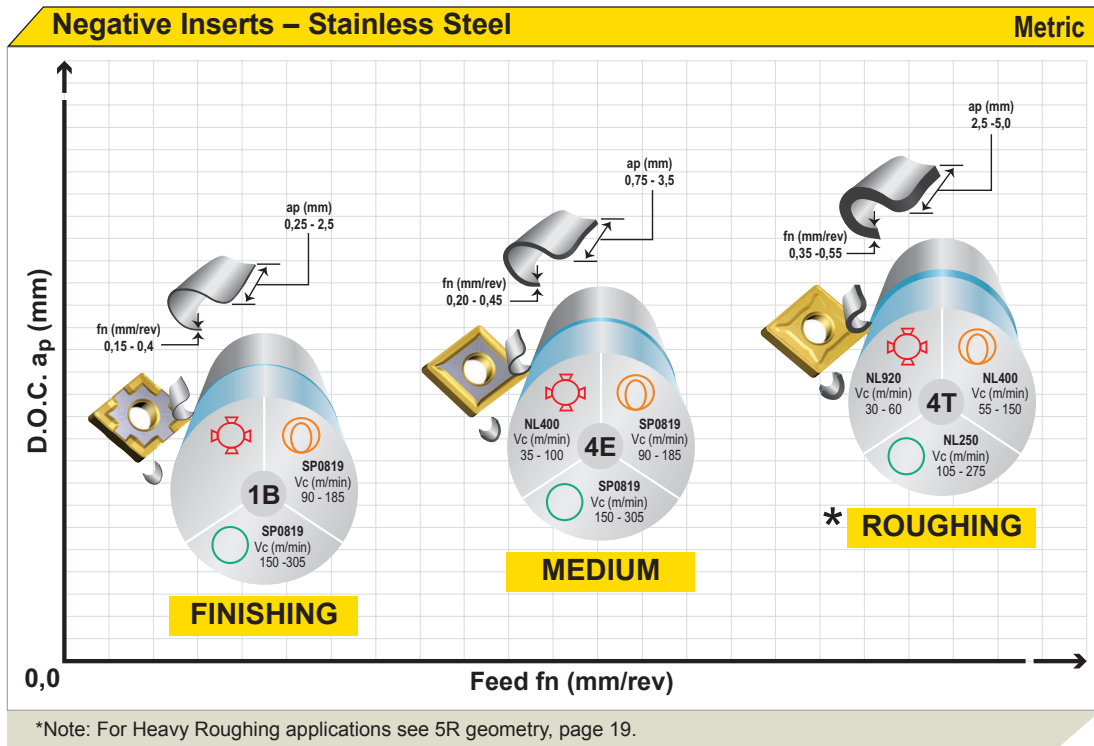 Negative Inserts – Stainless Steel
Metric
D.O.C. ap (mm)
ap (mm)
0,25 - 2,5
fn (mm/rev)
0,15 - 0,4
SP0819
Vc (m/min)
90 - 185
1B
SP0819
Vc (m/min)
150 -305
FINISHING
ap (mm)
0,75 - 3,5
fn (mm/rev)
0,20 - 0,45
NL400
Vc (m/min)
35 - 100
4E
SP0819
Vc (m/min)
90 - 185
SP0819
Vc (m/min)
150 - 305
MEDIUM
ap (mm)
2,5 -5,0
fn (mm/rev)
0,35 -0,55
NL920
Vc (m/min)
30 - 60
4T
NL400
Vc (m/min)
55 - 150
NL250
Vc (m/min)
105 - 275
* ROUGHING
0,0
Feed fn (mm/rev)
*Note: For Heavy Roughing applications see 5R geometry, page 19.